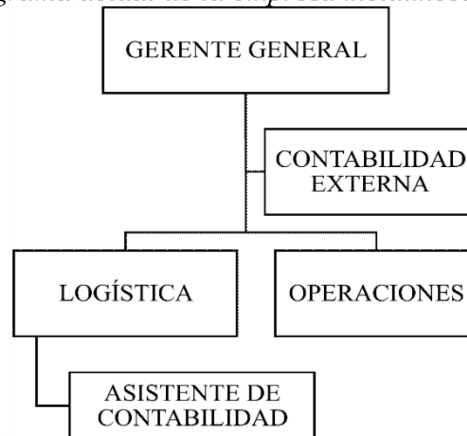 GERENTE GENERAL
CONTABILIDAD
EXTERNA
LOGÍSTICA
OPERACIONES
ASISTENTE DE
CONTABILIDAD